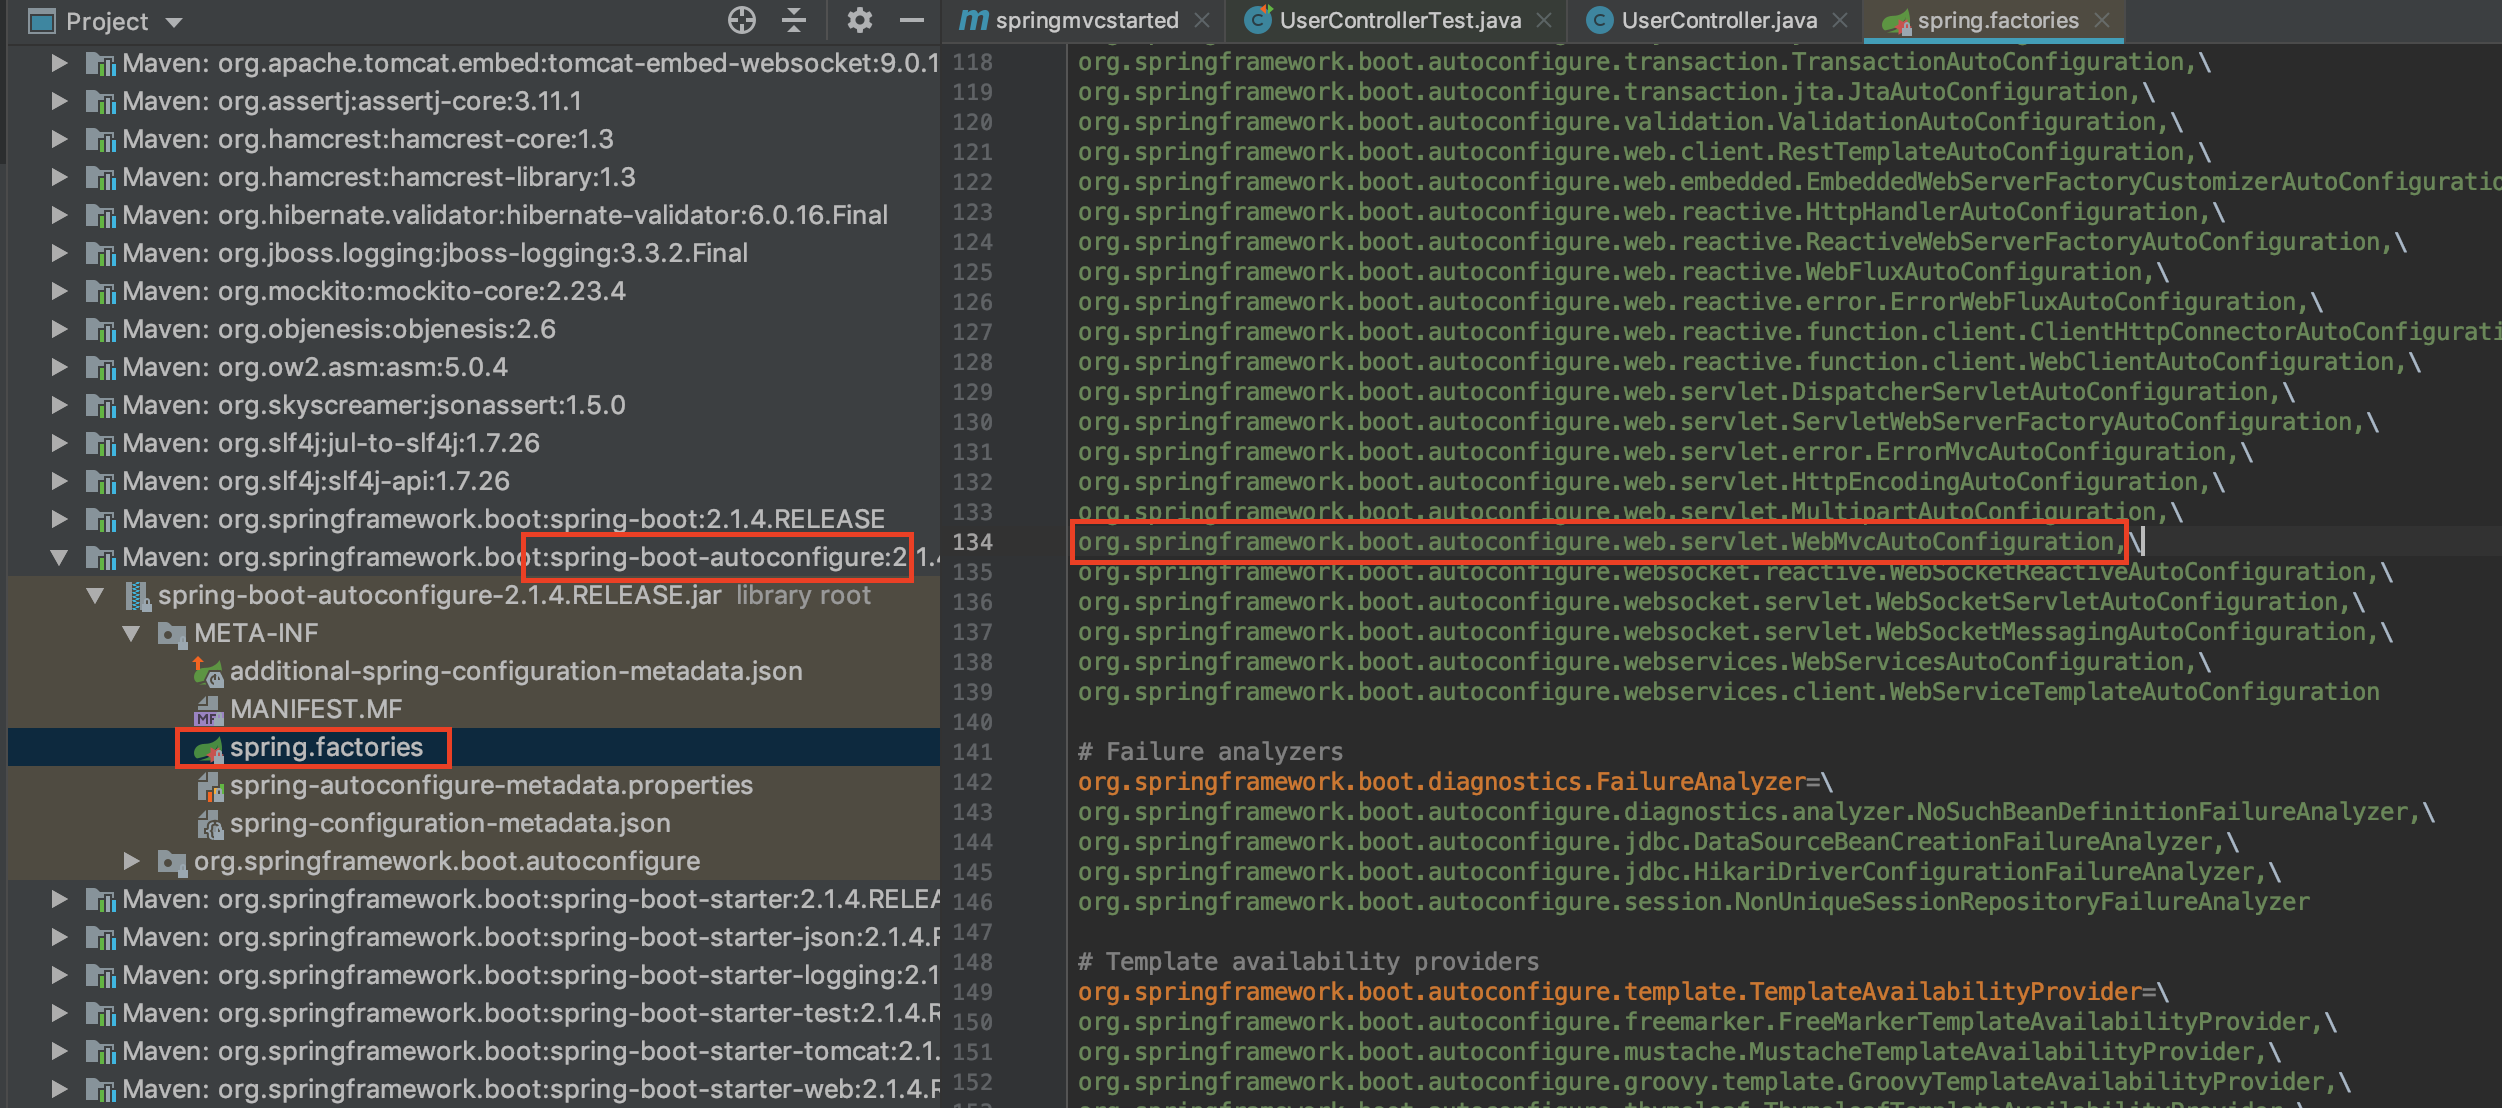 Project
Maven: org.apache.tomcat.embed:tomcat-embed-websocket:9.0.1
Maven: org.assertj:assertj-core:3.11.1
Maven: org.hamcrest:hamcrest-core:1.3
Maven: org.hamcrest:hamcrest-library:1.3
Maven: org.hibernate.validator:hibernate-validator:6.0.16.Final
Maven: org.jboss.logging:jboss-logging:3.3.2.Final
Maven: org.mockito:mockito-core:2.23.4
Maven: org.objenesis:objenesis:2.6
Maven: org.ow2.asm:asm:5.0.4
Maven: org.skyscreamer:jsonassert:1.5.0
Maven: org.slf4j:jul-to-slf4j:1.7.26
Maven: org.slf4j:slf4j-api:1.7.26
Maven: org.springframework.boot:spring-boot:2.1.4.RELEASE
Maven: org.springframework.boot:spring-boot-autoconfigure:2.1.4
spring-boot-autoconfigure-2.1.4.RELEASE.jar library root
META-INF
additional-spring-configuration-metadata.json
MANIFEST.MF
spring.factories
spring-autoconfigure-metadata.properties
spring-configuration-metadata.json
org.springframework.boot.autoconfigure
Maven: org.springframework.boot:spring-boot-starter:2.1.4.RELEA
Maven: org.springframework.boot:spring-boot-starter-json:2.1.4.R
Maven: org.springframework.boot:spring-boot-starter-logging:2.1
Maven: org.springframework.boot:spring-boot-starter-test:2.1.4.R
Maven: org.springframework.boot:spring-boot-starter-tomcat:2.1.
Maven: org.springframework.boot:spring-boot-starter-web:2.1.4.R
springmvcstarted UserControllerTest.java UserController.java spring.factories
118 org.springframework.boot.autoconfigure.transaction.TransactionAutoConfiguration,\
119 org.springframework.boot.autoconfigure.transaction.jta.JtaAutoConfiguration,\
120 org.springframework.boot.autoconfigure.validation.ValidationAutoConfiguration,\
121 org.springframework.boot.autoconfigure.web.client.RestTemplateAutoConfiguration,\
122 org.springframework.boot.autoconfigure.web.embedded.EmbeddedWebServerFactoryCustomizerAutoConfiguratio
123 org.springframework.boot.autoconfigure.web.reactive.HttpHandlerAutoConfiguration,\
124 org.springframework.boot.autoconfigure.web.reactive.ReactiveWebServerFactoryAutoConfiguration,\
125 org.springframework.boot.autoconfigure.web.reactive.WebFluxAutoConfiguration,\
126 org.springframework.boot.autoconfigure.web.reactive.error.ErrorWebFluxAutoConfiguration,\
127 org.springframework.boot.autoconfigure.web.reactive.function.client.ClientHttpConnectorAutoConfigurati
128 org.springframework.boot.autoconfigure.web.reactive.function.client.WebClientAutoConfiguration,\
129 org.springframework.boot.autoconfigure.web.servlet.DispatcherServletAutoConfiguration,\
130 org.springframework.boot.autoconfigure.web.servlet.ServletWebServerFactoryAutoConfiguration,\
131 org.springframework.boot.autoconfigure.web.servlet.error.ErrorMvcAutoConfiguration,\
132 org.springframework.boot.autoconfigure.web.servlet.HttpEncodingAutoConfiguration,\
133 org.springframework.boot.autoconfigure.web.servlet.MultipartAutoConfiguration,\
134 org.springframework.boot.autoconfigure.web.servlet.WebMvcAutoConfiguration,\
135 org.springframework.boot.autoconfigure.websocket.reactive.WebSocketReactiveAutoConfiguration,\
136 org.springframework.boot.autoconfigure.websocket.servlet.WebSocketServletAutoConfiguration,\
137 org.springframework.boot.autoconfigure.websocket.servlet.WebSocketMessagingAutoConfiguration,\
138 org.springframework.boot.autoconfigure.webservices.WebServicesAutoConfiguration,\
139 org.springframework.boot.autoconfigure.webservices.client.WebServiceTemplateAutoConfiguration
140
141 # Failure analyzers
142 org.springframework.boot.diagnostics.FailureAnalyzer=\
143 org.springframework.boot.autoconfigure.diagnostics.analyzer.NoSuchBeanDefinitionFailureAnalyzer,\
144 org.springframework.boot.autoconfigure.jdbc.DataSourceBeanCreationFailureAnalyzer,\
145 org.springframework.boot.autoconfigure.jdbc.HikariDriverConfigurationFailureAnalyzer,\
146 org.springframework.boot.autoconfigure.session.NonUniqueSessionRepositoryFailureAnalyzer
147
148 # Template availability providers
149 org.springframework.boot.autoconfigure.template.TemplateAvailabilityProvider=\
150 org.springframework.boot.autoconfigure.freemarker.FreeMarkerTemplateAvailabilityProvider,\
151 org.springframework.boot.autoconfigure.mustache.MustacheTemplateAvailabilityProvider,\
152 org.springframework.boot.autoconfigure.groovy.template.GroovyTemplateAvailabilityProvider,\